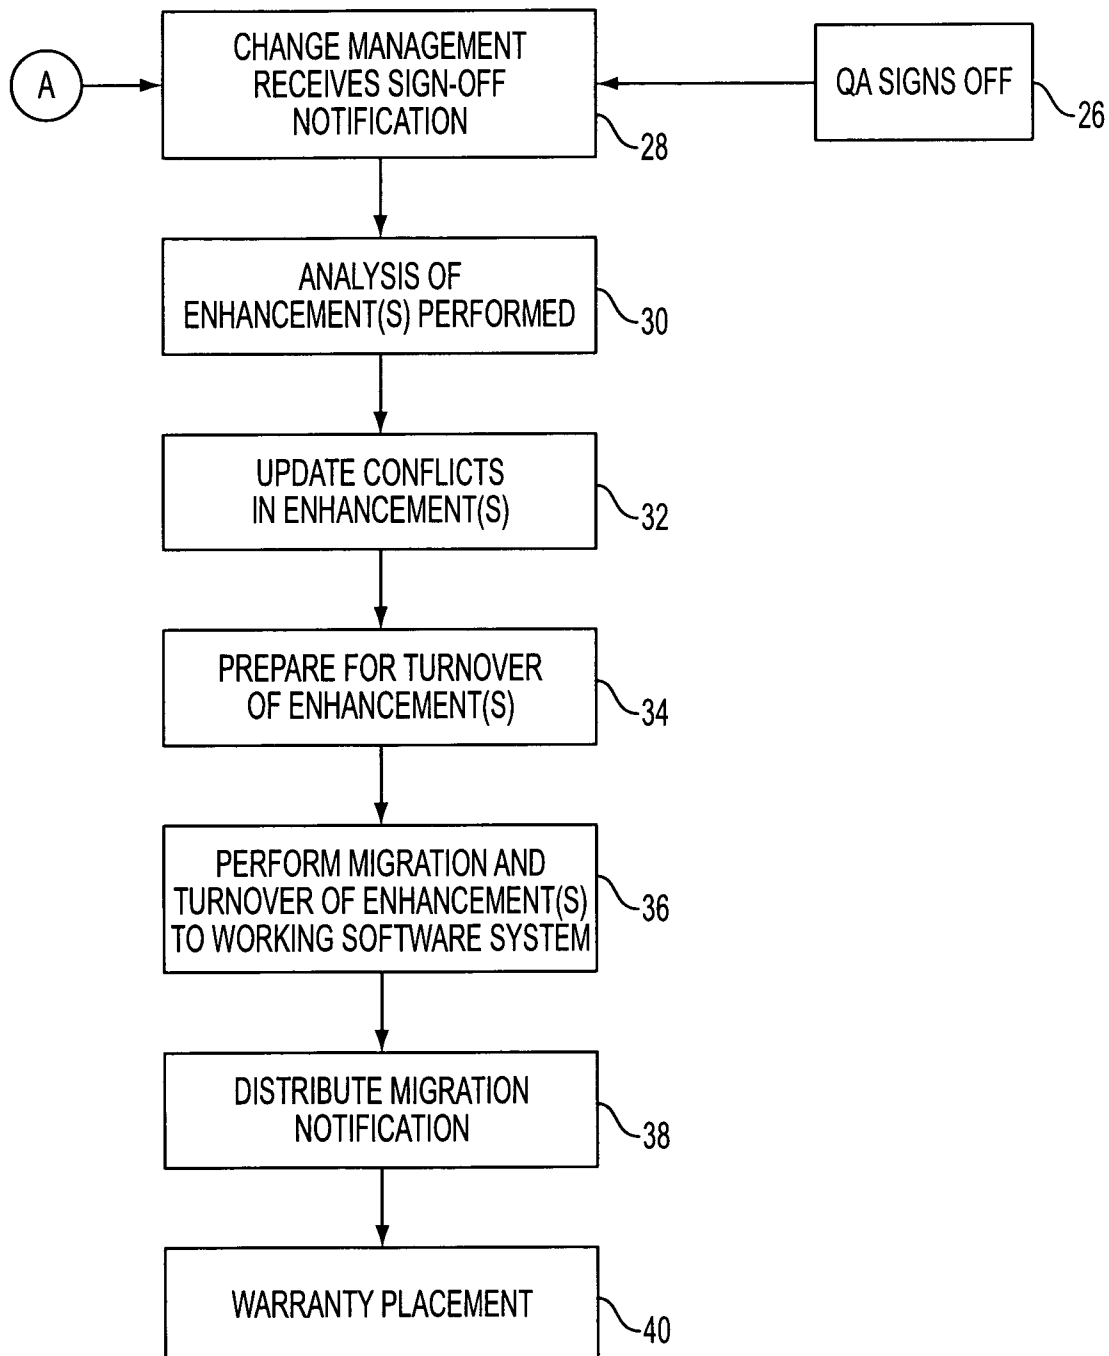 A
CHANGE MANAGEMENT
RECEIVES SIGN-OFF
NOTIFICATION
28
QA SIGNS OFF
26
ANALYSIS OF
ENHANCEMENT(S) PERFORMED
30
UPDATE CONFLICTS
IN ENHANCEMENT(S)
32
PREPARE FOR TURNOVER
OF ENHANCEMENT(S)
34
PERFORM MIGRATION AND
TURNOVER OF ENHANCEMENT(S)
TO WORKING SOFTWARE SYSTEM
36
DISTRIBUTE MIGRATION
NOTIFICATION
38
WARRANTY PLACEMENT
40